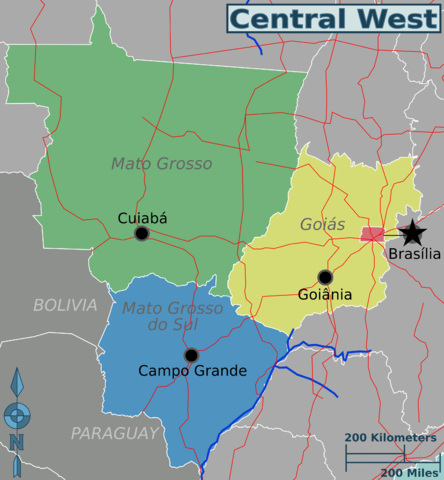 Central West
Mato Grosso
Cuiabá
Goiás
Brasília
Goiânia
BOLIVIA
Mato Grosso
do Sul
Campo Grande
PARAGUAY
N
200 Kilometers
200 Miles